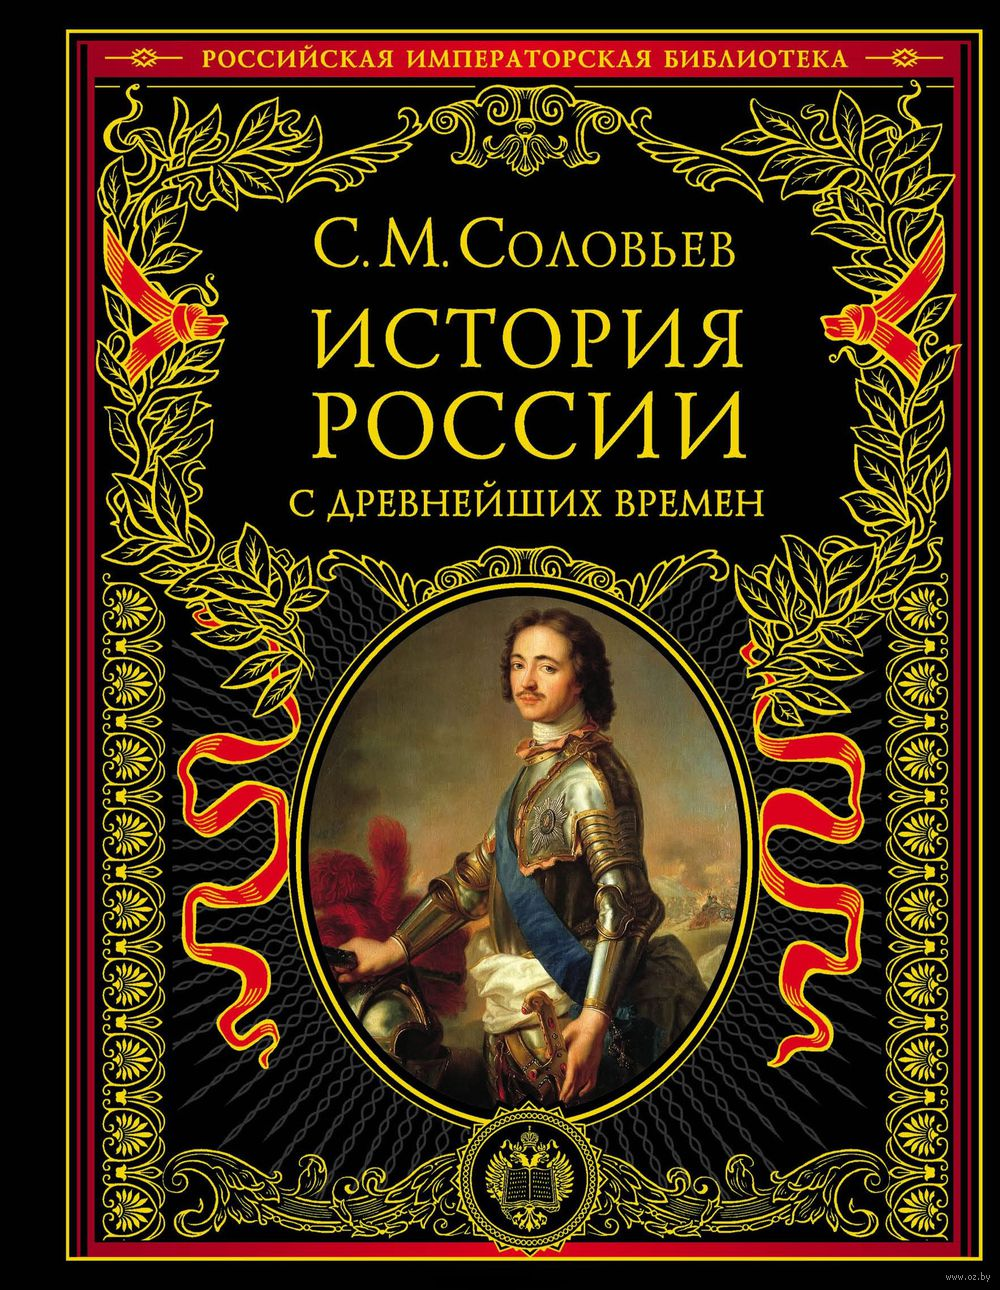 РОССИЙСКАЯ ИМПЕРАТОРСКАЯ БИБЛИОТЕКА
С. М. СОЛОВЬЕВ
ИСТОРИЯ
РОССИИ
С ДРЕВНЕЙШИХ ВРЕМЕН
www.oz.by